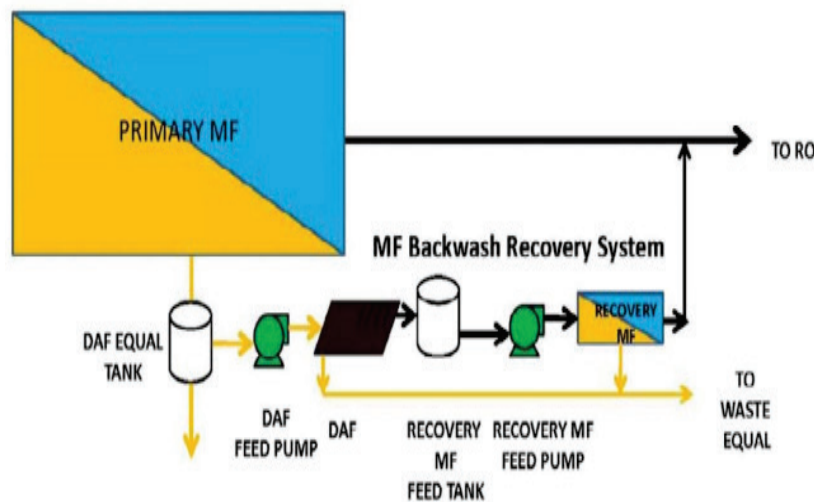 PRIMARY MF
TO RO
MF Backwash Recovery System
RECOVERY
MF
DAF EQUAL
TANK
DAF
FEED PUMP
DAF
RECOVERY
MF
FEED TANK
RECOVERY MF
FEED PUMP
TO
WASTE
EQUAL